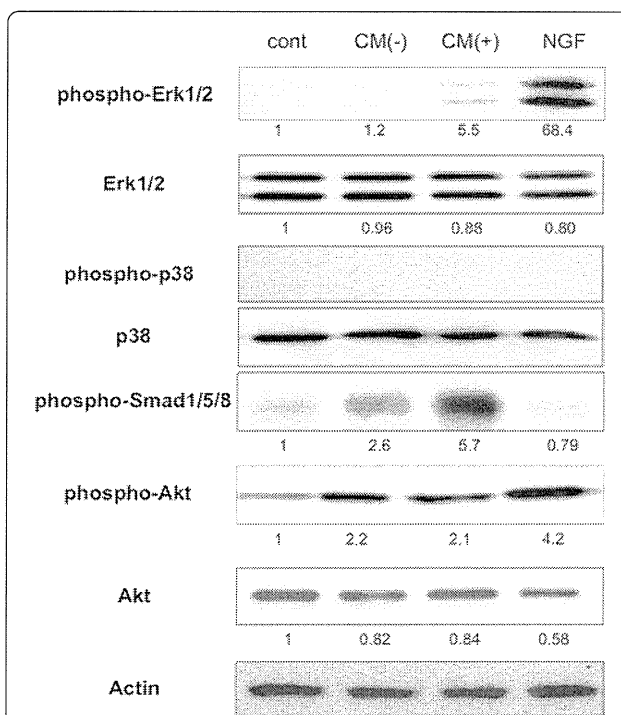 cont CM(-) CM(+) NGF
phospho-Erk1/2
1 1.2 5.5 68.4
Erk1/2
1 0.96 0.88 0.80
phospho-p38
p38
phospho-Smad1/5/8
1 2.6 5.7 0.79
phospho-Akt
1 2.2 2.1 4.2
Akt
1 0.82 0.84 0.58
Actin